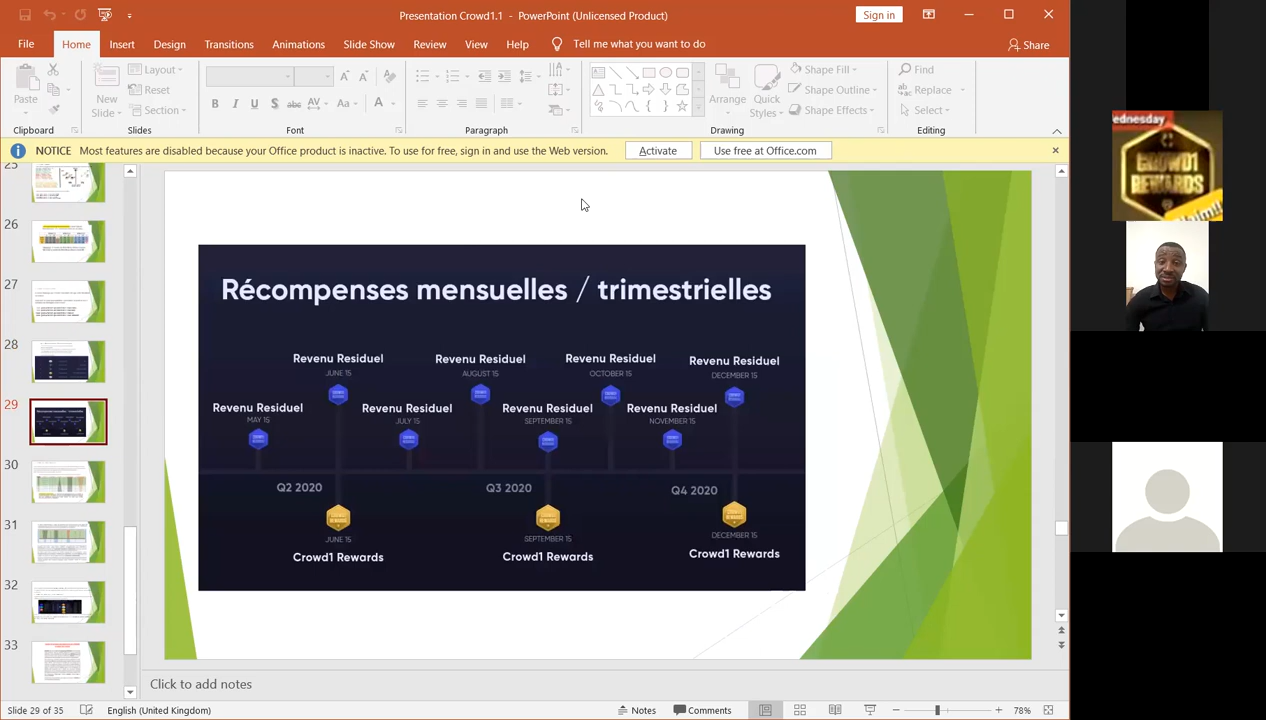 Presentation Crowd1.1 - PowerPoint (Unlicensed Product)
Sign in
File Home Insert Design Transitions Animations Slide Show Review View Help Tell me what you want to do Share
Paste
New Slide
Layout
Reset
Section
B I U S abc AV Aa A
Arrange
Quick Styles
Shape Fill
Shape Outline
Shape Effects
Find
Replace
Select
Clipboard Slides Font Paragraph Drawing Editing
NOTICE Most features are disabled because your Office product is inactive. To use for free, sign in and use the Web version. Activate Use free at Office.com
25
26
27
28
29
30
31
32
33
Récompenses mensuelles / trimestrielles
Revenu Residuel
JUNE 15
Revenu Residuel
AUGUST 15
Revenu Residuel
OCTOBER 15
Revenu Residuel
DECEMBER 15
Revenu Residuel
MAY 15
Revenu Residuel
JULY 15
Revenu Residuel
SEPTEMBER 15
Revenu Residuel
NOVEMBER 15
Q2 2020
Q3 2020
Q4 2020
JUNE 15
Crowd1 Rewards
SEPTEMBER 15
Crowd1 Rewards
DECEMBER 15
Crowd1 Rewards
Click to add notes
Slide 29 of 35 English (United Kingdom) Notes Comments 78%
ednesday
CROWD1
REWARDS